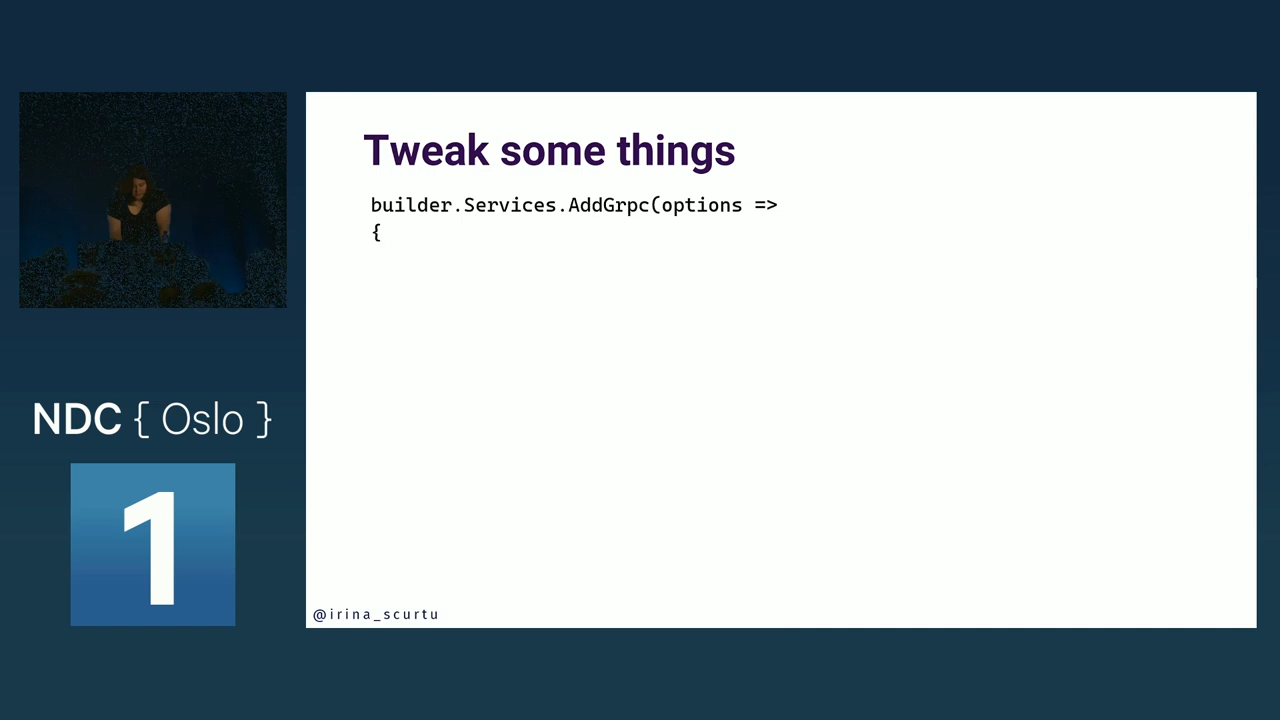 Tweak some things
builder.Services.AddGrpc(options =>
{
NDC { Oslo }
1
@irina_scurtu